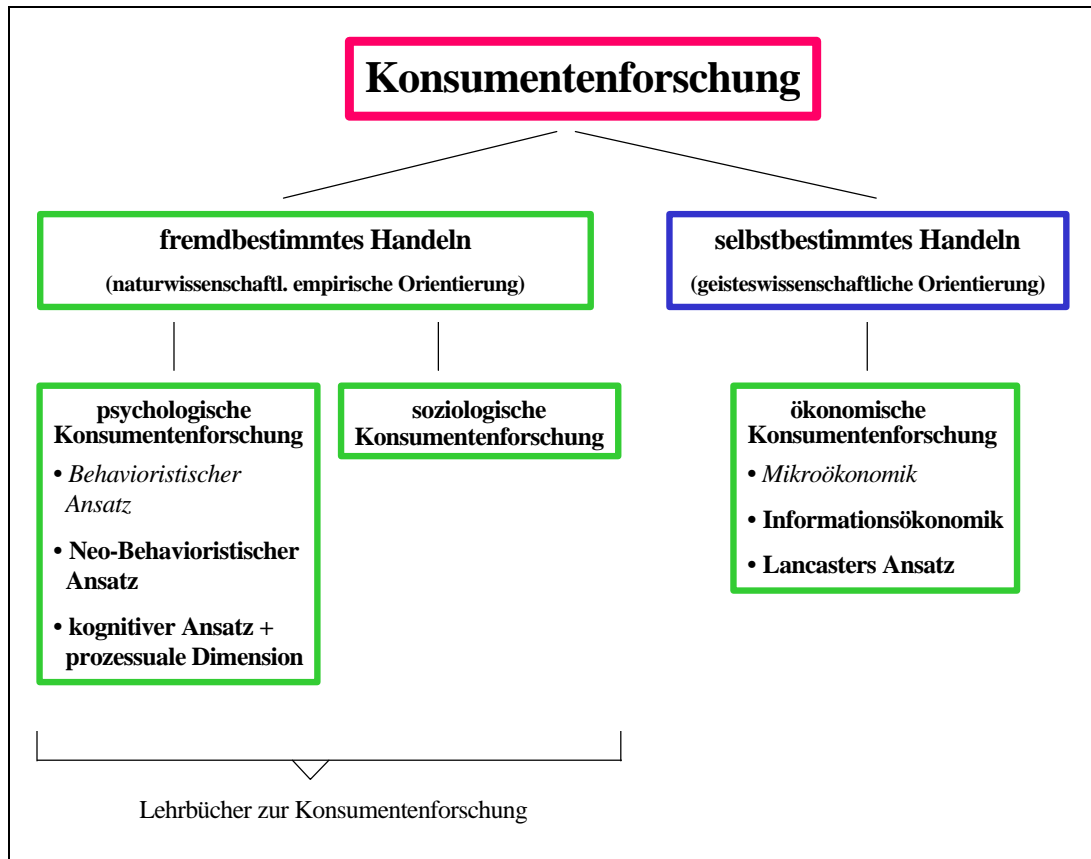 Konsumentenforschung
fremdbestimmtes Handeln
(naturwissenschaftl. empirische Orientierung)
selbstbestimmtes Handeln
(geisteswissenschaftliche Orientierung)
psychologische
Konsumentenforschung
• Behavioristischer
Ansatz
• Neo-Behavioristischer
Ansatz
• kognitiver Ansatz +
prozessuale Dimension
soziologische
Konsumentenforschung
ökonomische
Konsumentenforschung
• Mikroökonomik
• Informationsökonomik
• Lancasters Ansatz
Lehrbücher zur Konsumentenforschung